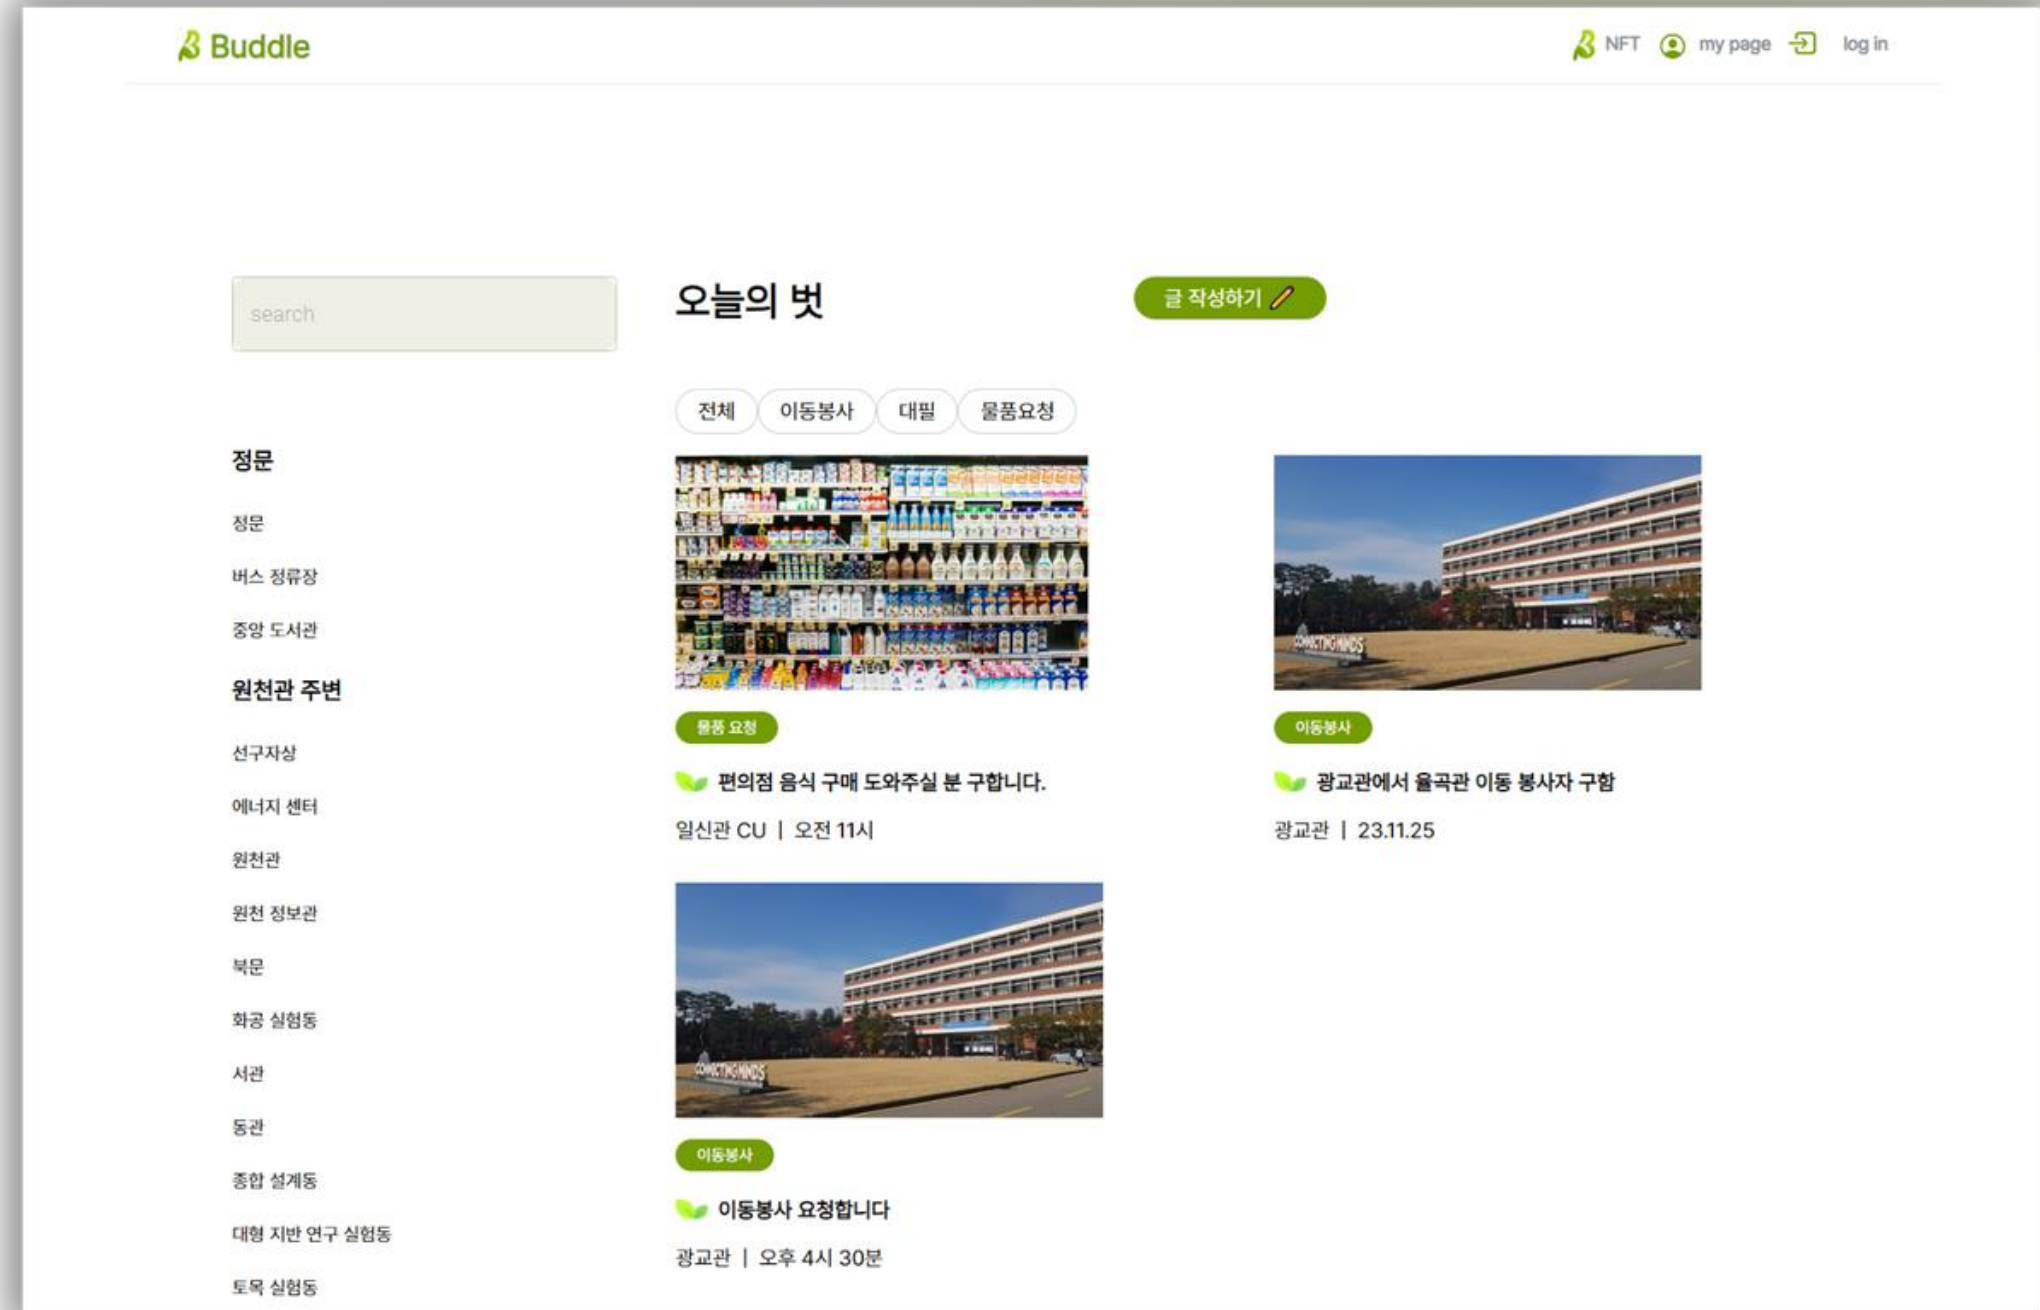 Buddle
NFT
my page
log in
search
오늘의 벗
글 작성하기
전체
이동봉사
대필
물품요청
정문
정문
버스 정류장
중앙 도서관
원천관 주변
선구자상
에너지 센터
원천관
원천 정보관
북문
화공 실험동
서관
동관
종합 설계동
대형 지반 연구 실험동
토목 실험동
물품 요청
편의점 음식 구매 도와주실 분 구합니다.
일신관 CU | 오전 11시
CONNECTING MINDS
이동봉사
광교관에서 율곡관 이동 봉사자 구함
광교관 | 23.11.25
CONNECTING MINDS
이동봉사
이동봉사 요청합니다
광교관 | 오후 4시 30분